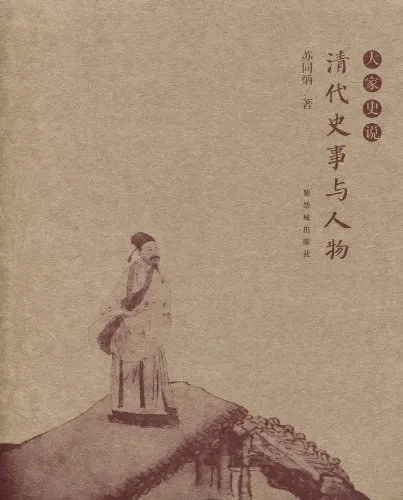 大家史说
清代史事与人物
苏同炳 著
紫禁城出版社